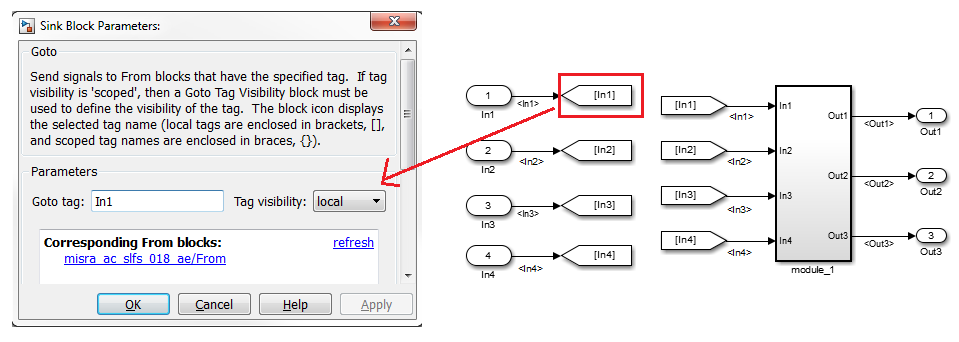 Sink Block Parameters:
Goto
Send signals to From blocks that have the specified tag. If tag
visibility is 'scoped', then a Goto Tag Visibility block must be
used to define the visibility of the tag. The block icon displays
the selected tag name (local tags are enclosed in brackets, [],
and scoped tag names are enclosed in braces, {}).
Parameters
Goto tag: In1 Tag visibility: local
Corresponding From blocks: refresh
misra_ac_slfs_018_ae/From
OK Cancel Help Apply
1 <In1> [In1]
In1
2 <In2> [In2]
In2
3 <In3> [In3]
In3
4 <In4> [In4]
In4
[In1] <In1> In1
[In2] <In2> In2
[In3] <In3> In3
[In4] <In4> In4
module_1
Out1 <Out1> 1
Out1
Out2 <Out2> 2
Out2
Out3 <Out3> 3
Out3